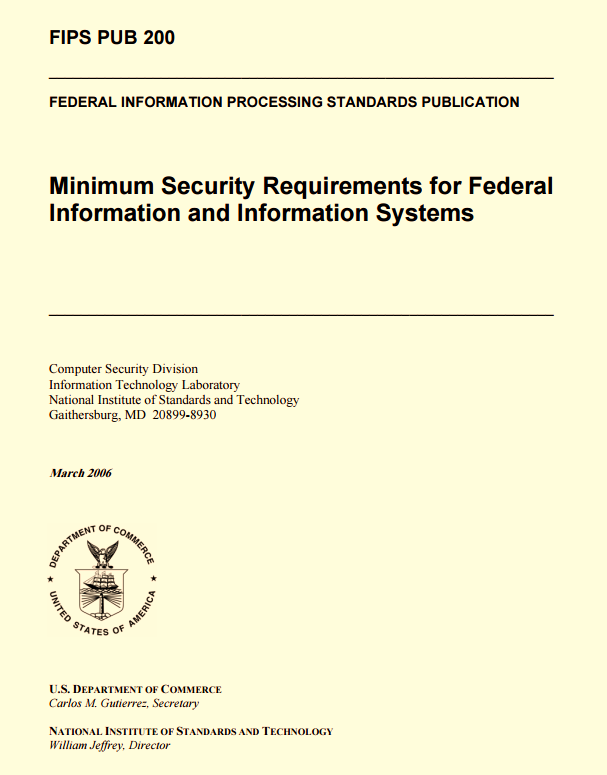 FIPS PUB 200
FEDERAL INFORMATION PROCESSING STANDARDS PUBLICATION
Minimum Security Requirements for Federal
Information and Information Systems
Computer Security Division
Information Technology Laboratory
National Institute of Standards and Technology
Gaithersburg, MD 20899-8930
March 2006
DEPARTMENT OF COMMERCE
UNITED STATES OF AMERICA
U.S. DEPARTMENT OF COMMERCE
Carlos M. Gutierrez, Secretary
NATIONAL INSTITUTE OF STANDARDS AND TECHNOLOGY
William Jeffrey, Director